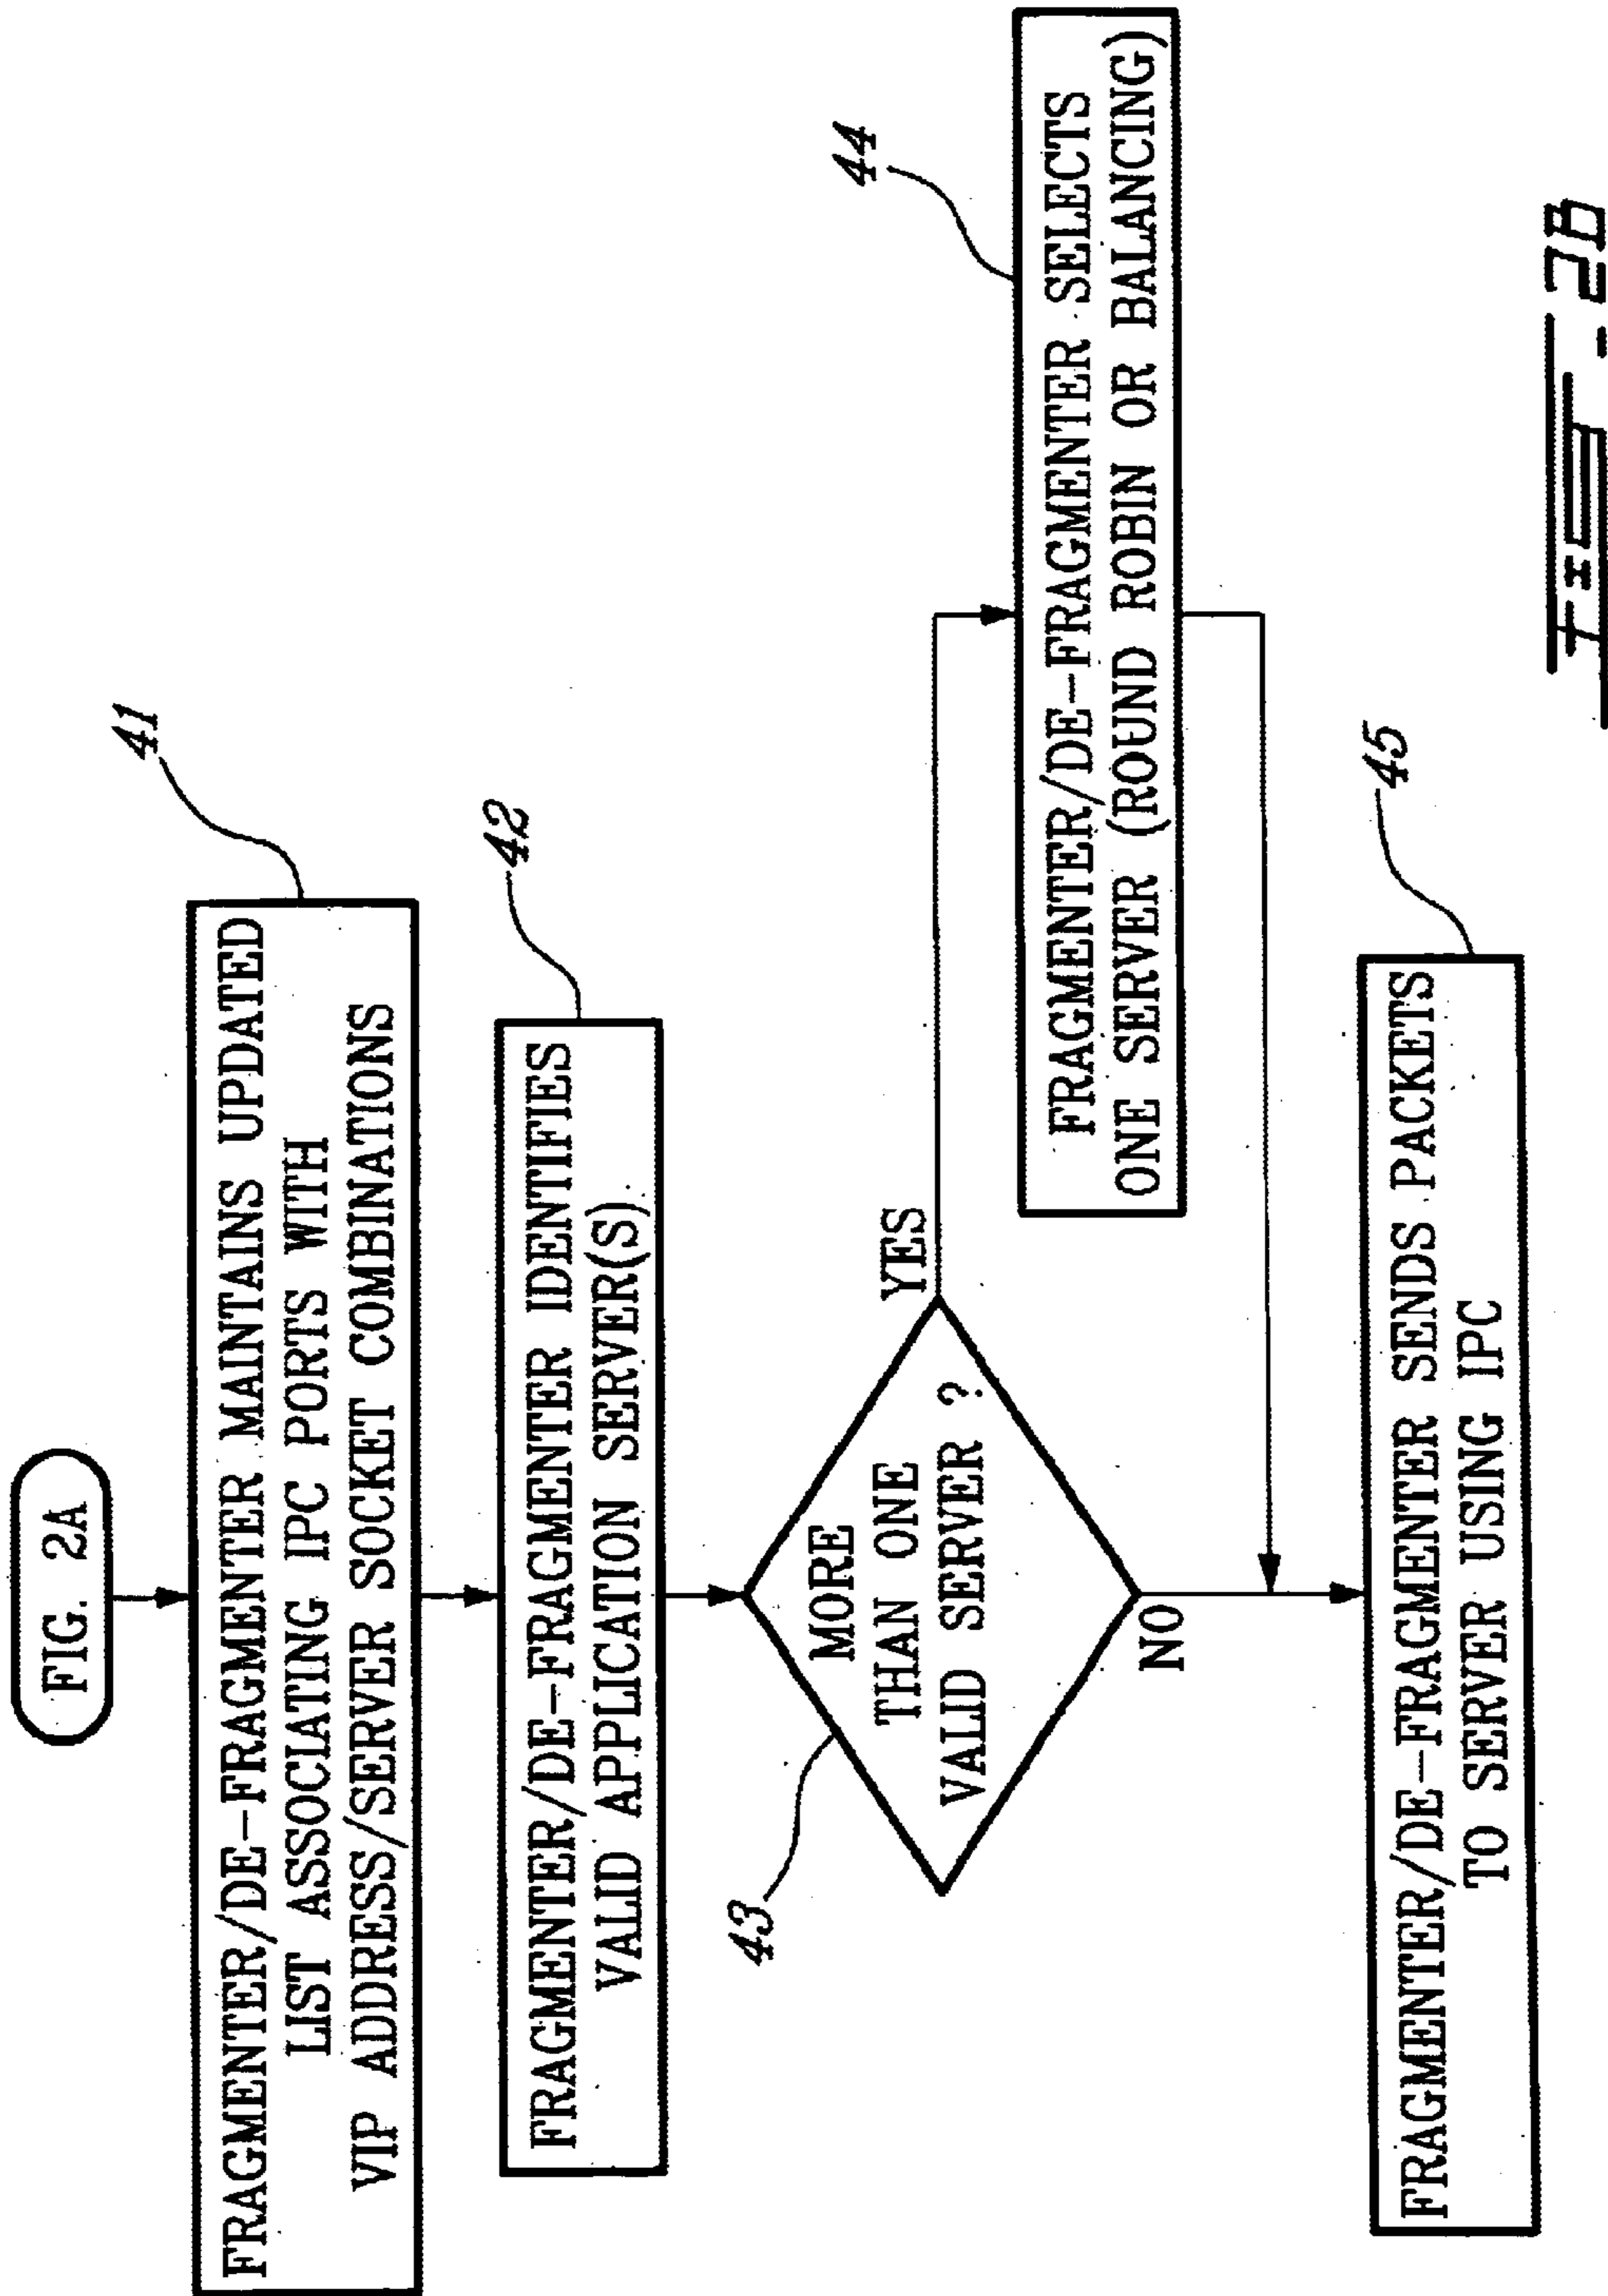 FIG. 2A
FRAGMENTER/DE-FRAGMENTER MAINTAINS UPDATED
LIST ASSOCIATING IPC PORTS WITH
VIP ADDRESS/SERVER SOCKET COMBINATIONS
41
FRAGMENTER/DE-FRAGMENTER IDENTIFIES
VALID APPLICATION SERVER(S)
42
MORE
THAN ONE
VALID SERVER ?
43
YES
NO
FRAGMENTER/DE-FRAGMENTER SELECTS
ONE SERVER (ROUND ROBIN OR BALANCING)
44
FRAGMENTER/DE-FRAGMENTER SENDS PACKETS
TO SERVER USING IPC
45
FIG - 2B